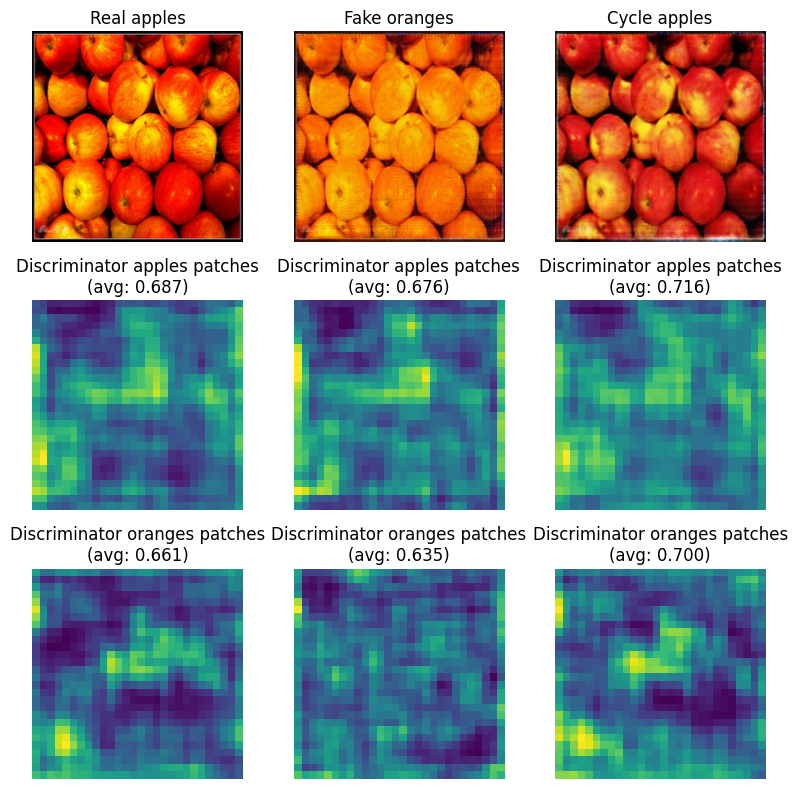 Real apples
Fake oranges
Cycle apples
Discriminator apples patches
(avg: 0.687)
Discriminator apples patches
(avg: 0.676)
Discriminator apples patches
(avg: 0.716)
Discriminator oranges patches
(avg: 0.661)
Discriminator oranges patches
(avg: 0.635)
Discriminator oranges patches
(avg: 0.700)